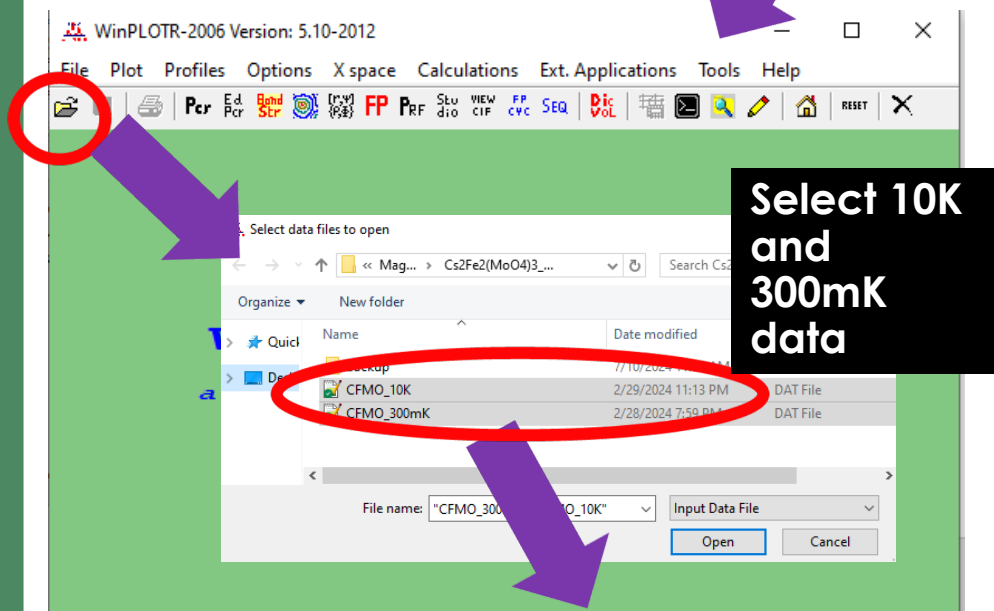 WinPLOTR-2006 Version: 5.10-2012
File Plot Profiles Options X space Calculations Ext. Applications Tools Help
Pcr Ed Pcr Bond Str FP PRF Stu dio VIEW CIF FP CYC SEQ Dic VOL RESET
Select 10K
and
300mK
data
Select data files to open
« Mag... › Cs2Fe2(MoO4)3_... Search Cs2
Organize New folder
Name Date modified
Quick
CFMO_10K 2/29/2024 11:13 PM DAT File
CFMO_300mK 2/28/2024 7:59 PM DAT File
a
File name: "CFMO_300 O_10K" Input Data File
Open Cancel